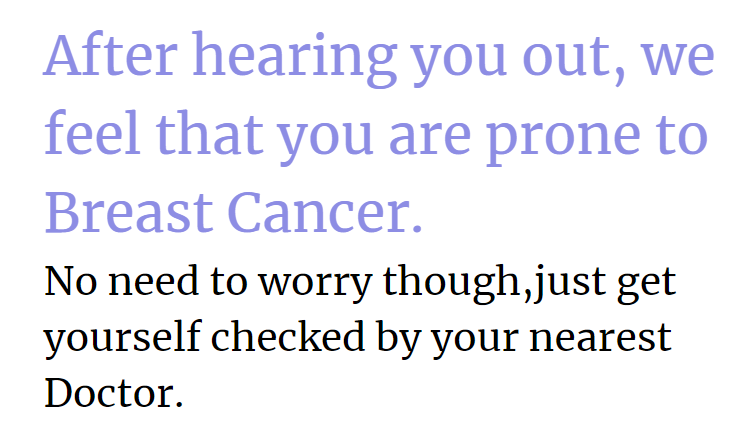 After hearing you out, we
feel that you are prone to
Breast Cancer.
No need to worry though,just get
yourself checked by your nearest
Doctor.